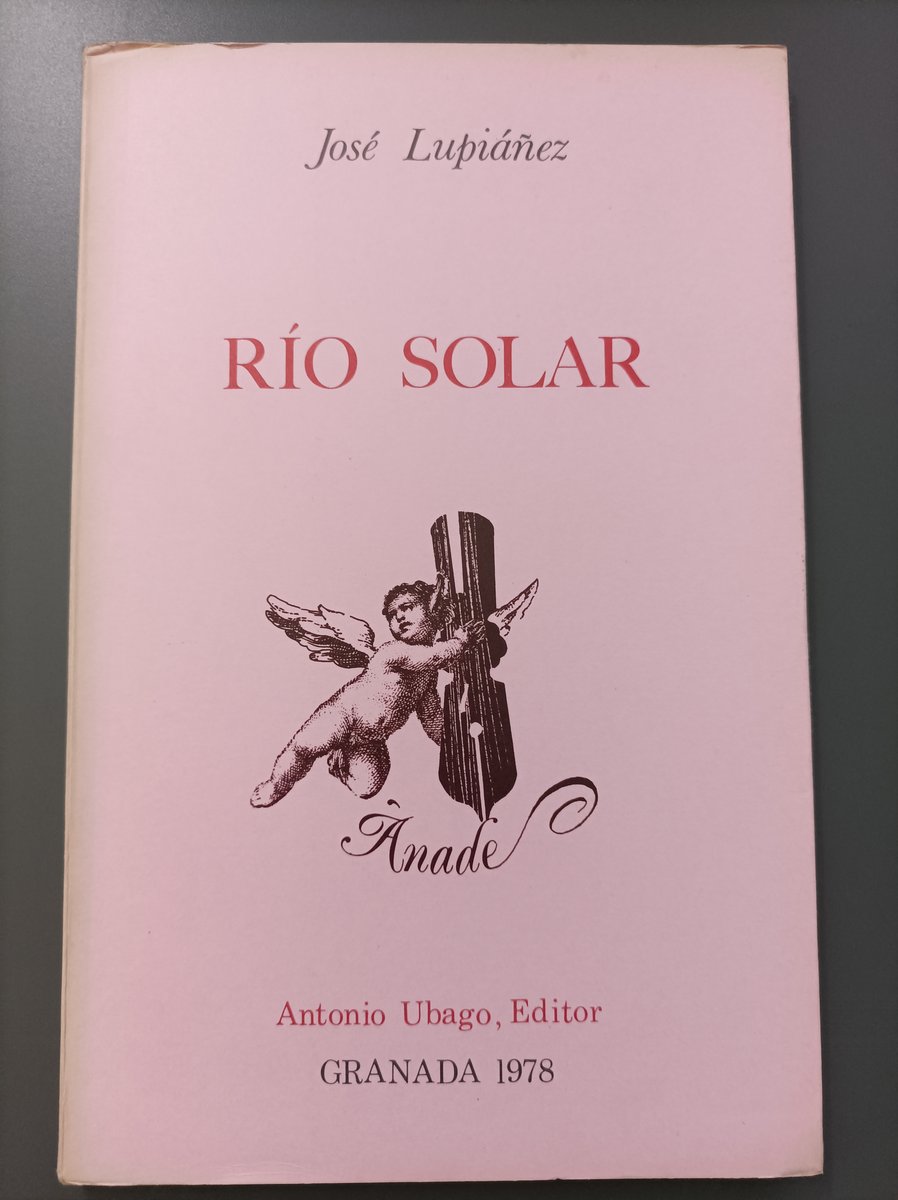 José Lupiáñez
RÍO SOLAR
Ànade
Antonio Ubago, Editor
GRANADA 1978